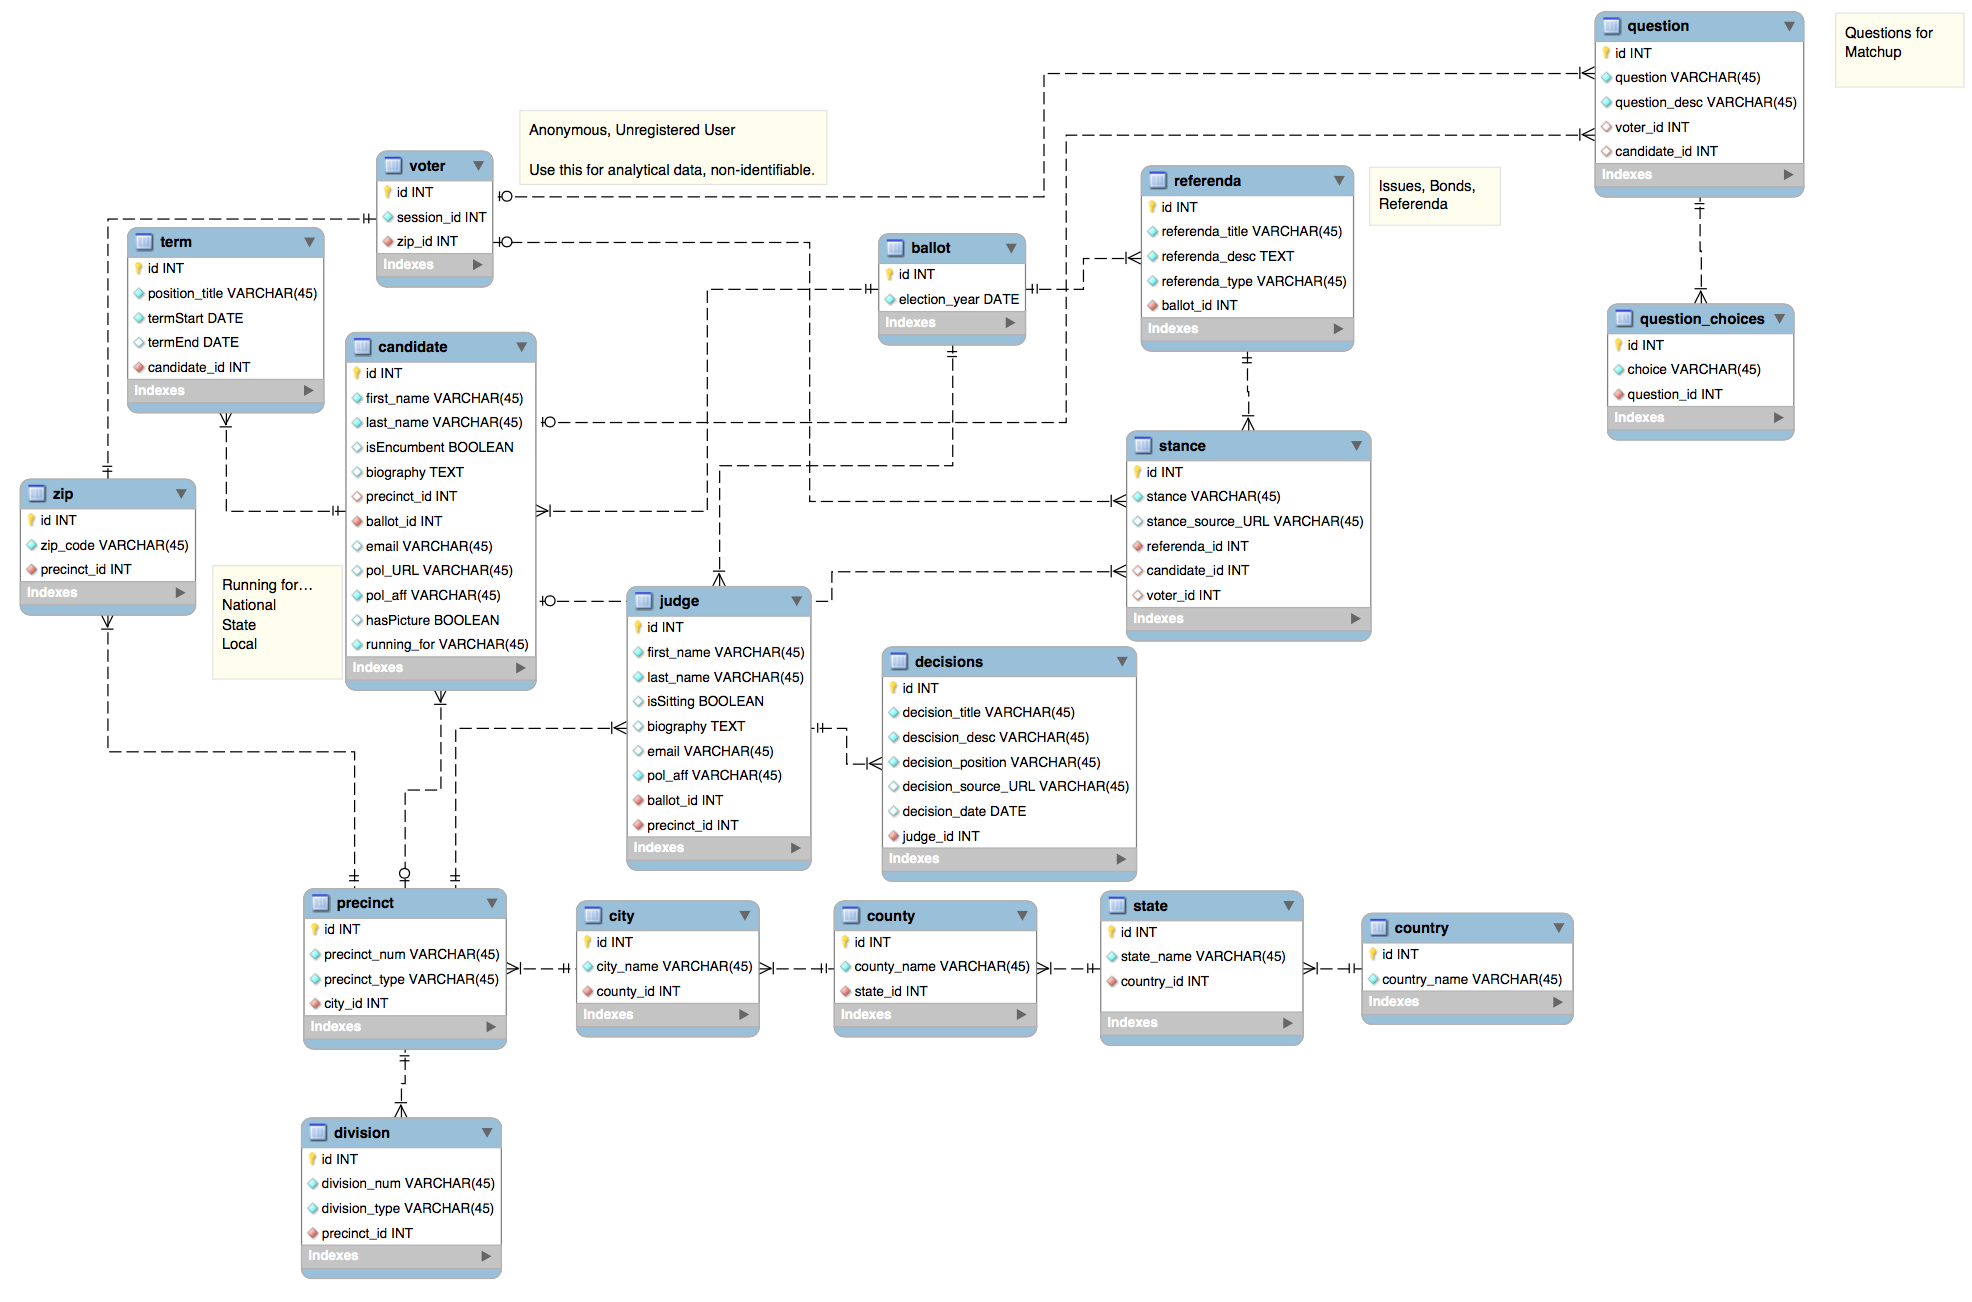 question
id INT
question VARCHAR(45)
question_desc VARCHAR(45)
voter_id INT
candidate_id INT
Indexes
Questions for
Matchup
Anonymous, Unregistered User
Use this for analytical data, non-identifiable.
voter
id INT
session_id INT
zip_id INT
Indexes
referenda
id INT
referenda_title VARCHAR(45)
referenda_desc TEXT
referenda_type VARCHAR(45)
ballot_id INT
Indexes
Issues, Bonds,
Referenda
term
id INT
position_title VARCHAR(45)
termStart DATE
termEnd DATE
candidate_id INT
Indexes
ballot
id INT
election_year DATE
Indexes
question_choices
id INT
choice VARCHAR(45)
question_id INT
Indexes
candidate
id INT
first_name VARCHAR(45)
last_name VARCHAR(45)
isEncumbent BOOLEAN
biography TEXT
precinct_id INT
ballot_id INT
email VARCHAR(45)
pol_URL VARCHAR(45)
pol_aff VARCHAR(45)
hasPicture BOOLEAN
running_for VARCHAR(45)
Indexes
stance
id INT
stance VARCHAR(45)
stance_source_URL VARCHAR(45)
referenda_id INT
candidate_id INT
voter_id INT
Indexes
zip
id INT
zip_code VARCHAR(45)
precinct_id INT
Indexes
Running for...
National
State
Local
judge
id INT
first_name VARCHAR(45)
last_name VARCHAR(45)
isSitting BOOLEAN
biography TEXT
email VARCHAR(45)
pol_aff VARCHAR(45)
ballot_id INT
precinct_id INT
Indexes
decisions
id INT
decision_title VARCHAR(45)
descision_desc VARCHAR(45)
decision_position VARCHAR(45)
decision_source_URL VARCHAR(45)
decision_date DATE
judge_id INT
Indexes
precinct
id INT
precinct_num VARCHAR(45)
precinct_type VARCHAR(45)
city_id INT
Indexes
city
id INT
city_name VARCHAR(45)
county_id INT
Indexes
county
id INT
county_name VARCHAR(45)
state_id INT
Indexes
state
id INT
state_name VARCHAR(45)
country_id INT
Indexes
country
id INT
country_name VARCHAR(45)
Indexes
division
id INT
division_num VARCHAR(45)
division_type VARCHAR(45)
precinct_id INT
Indexes